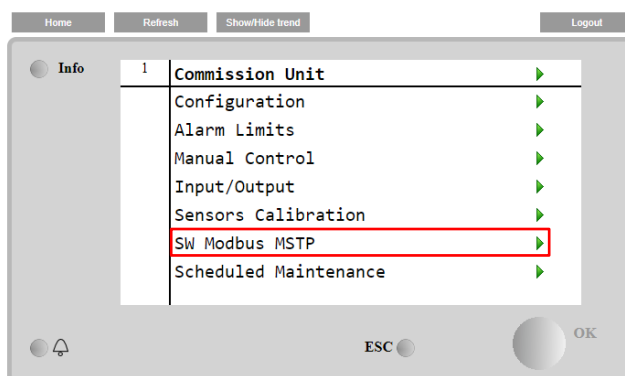 Home Refresh Show/Hide trend Logout
Info 1 Commission Unit
Configuration
Alarm Limits
Manual Control
Input/Output
Sensors Calibration
SW Modbus MSTP
Scheduled Maintenance
ESC OK